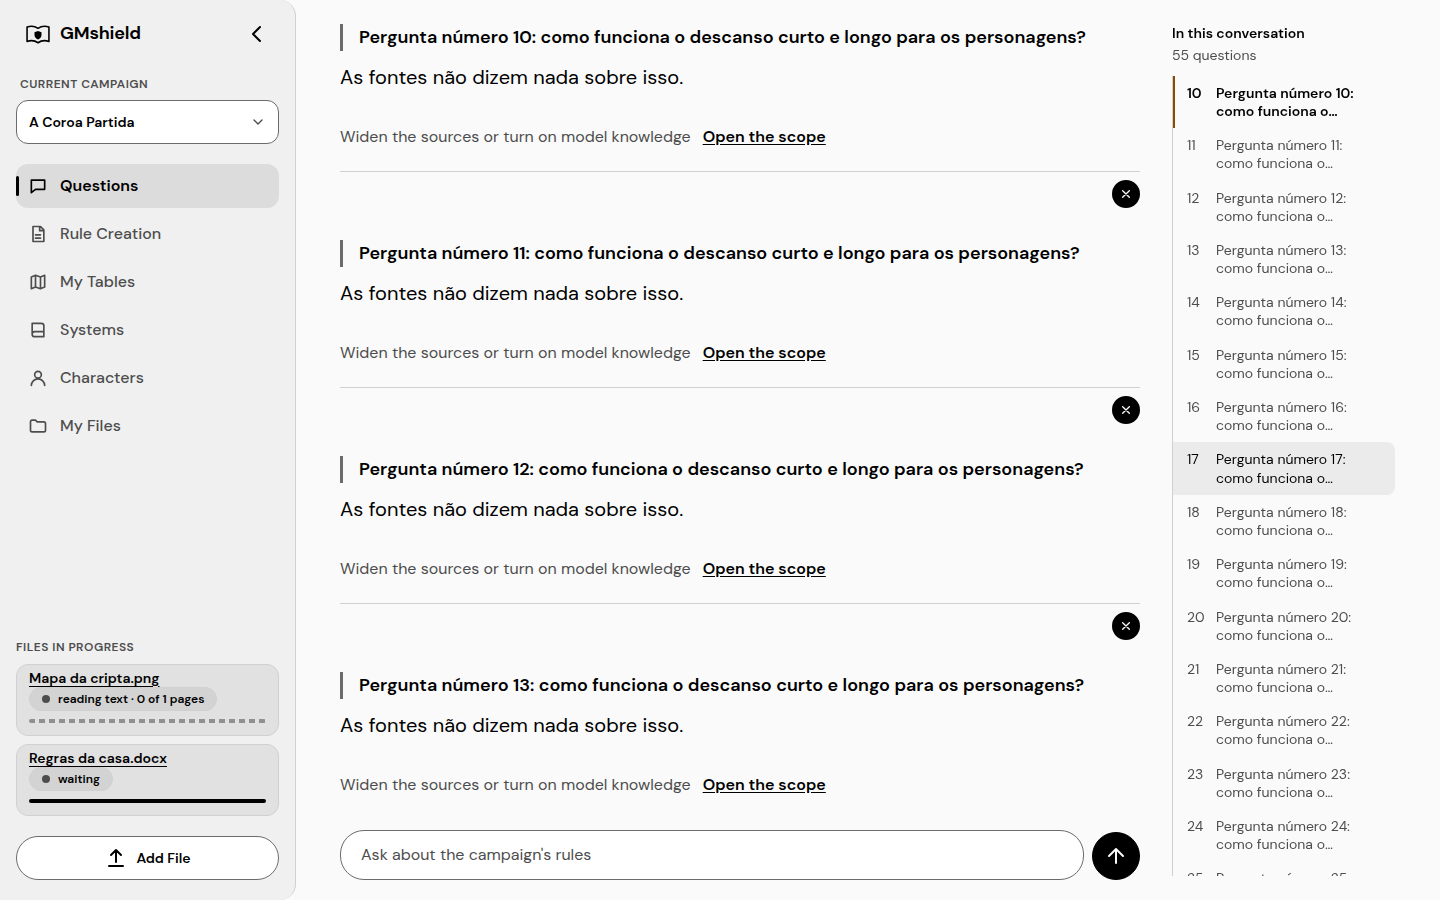 GMshield
CURRENT CAMPAIGN
A Coroa Partida
Questions
Rule Creation
My Tables
Systems
Characters
My Files
FILES IN PROGRESS
Mapa da cripta.png
reading text · 0 of 1 pages
Regras da casa.docx
waiting
Add File
Pergunta número 10: como funciona o descanso curto e longo para os personagens?
As fontes não dizem nada sobre isso.
Widen the sources or turn on model knowledge Open the scope
Pergunta número 11: como funciona o descanso curto e longo para os personagens?
As fontes não dizem nada sobre isso.
Widen the sources or turn on model knowledge Open the scope
Pergunta número 12: como funciona o descanso curto e longo para os personagens?
As fontes não dizem nada sobre isso.
Widen the sources or turn on model knowledge Open the scope
Pergunta número 13: como funciona o descanso curto e longo para os personagens?
As fontes não dizem nada sobre isso.
Widen the sources or turn on model knowledge Open the scope
Ask about the campaign's rules
In this conversation
55 questions
10 Pergunta número 10:
como funciona o...
11 Pergunta número 11:
como funciona o...
12 Pergunta número 12:
como funciona o...
13 Pergunta número 13:
como funciona o...
14 Pergunta número 14:
como funciona o...
15 Pergunta número 15:
como funciona o...
16 Pergunta número 16:
como funciona o...
17 Pergunta número 17:
como funciona o...
18 Pergunta número 18:
como funciona o...
19 Pergunta número 19:
como funciona o...
20 Pergunta número 20:
como funciona o...
21 Pergunta número 21:
como funciona o...
22 Pergunta número 22:
como funciona o...
23 Pergunta número 23:
como funciona o...
24 Pergunta número 24:
como funciona o...